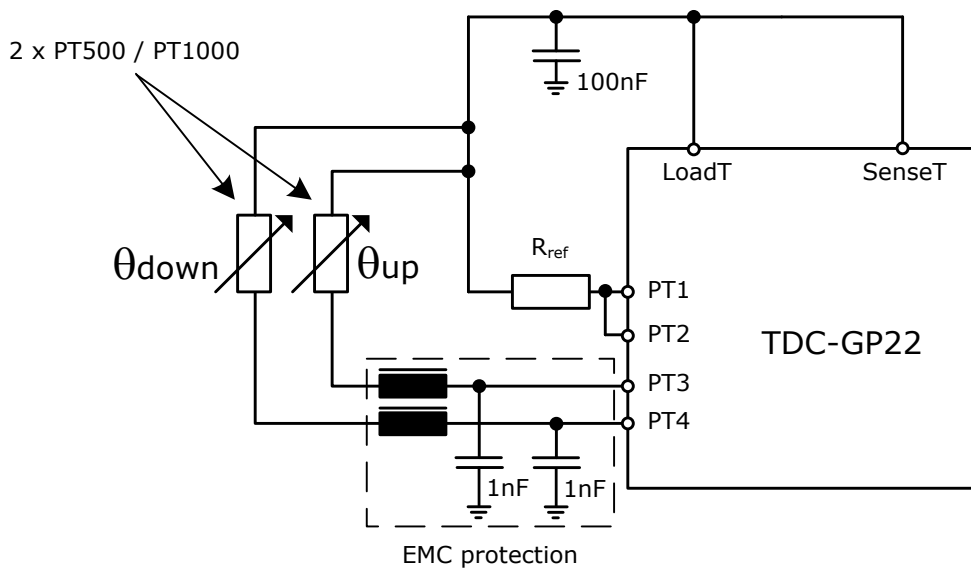 2 x PT500 / PT1000
100nF
LoadT
SenseT
θdown
θup
Rref
PT1
PT2
TDC-GP22
PT3
PT4
1nF
1nF
EMC protection